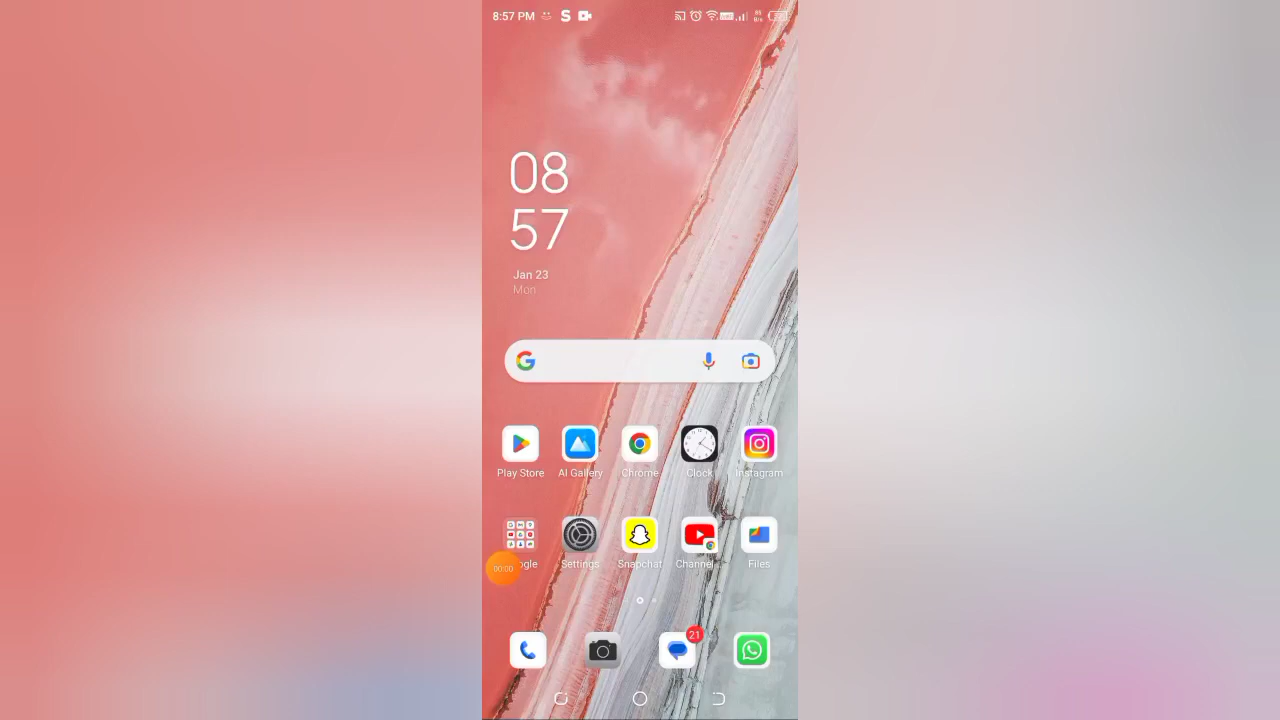 8:57 PM
08
57
Jan 23
Mon
Play Store
AI Gallery
Chrome
Clock
Instagram
gle
Settings
Snapchat
Channel
Files
00:00
21